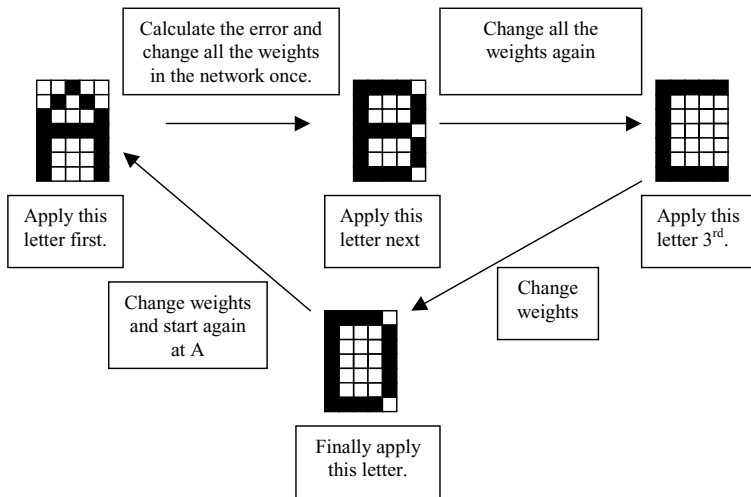 Calculate the error and
change all the weights
in the network once.
Change all the
weights again
Apply this
letter first.
Apply this
letter next
Apply this
letter 3rd.
Change weights
and start again
at A
Change
weights
Finally apply
this letter.